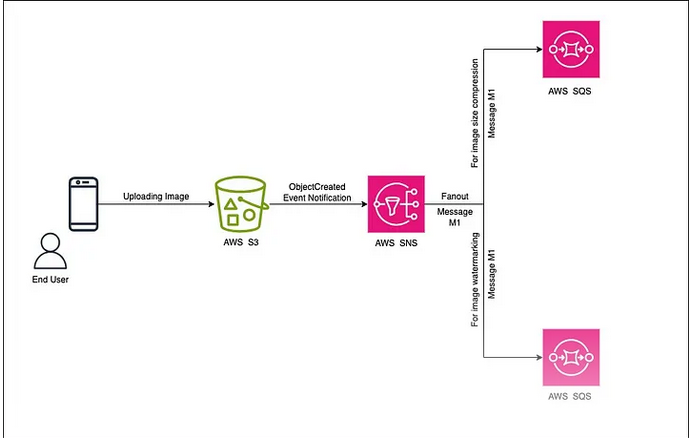 For image size compression
Message M1
AWS SQS
Uploading Image
ObjectCreated
Event Notification
Fanout
Message
M1
AWS S3
AWS SNS
End User
For image watermarking
Message M1
AWS SQS